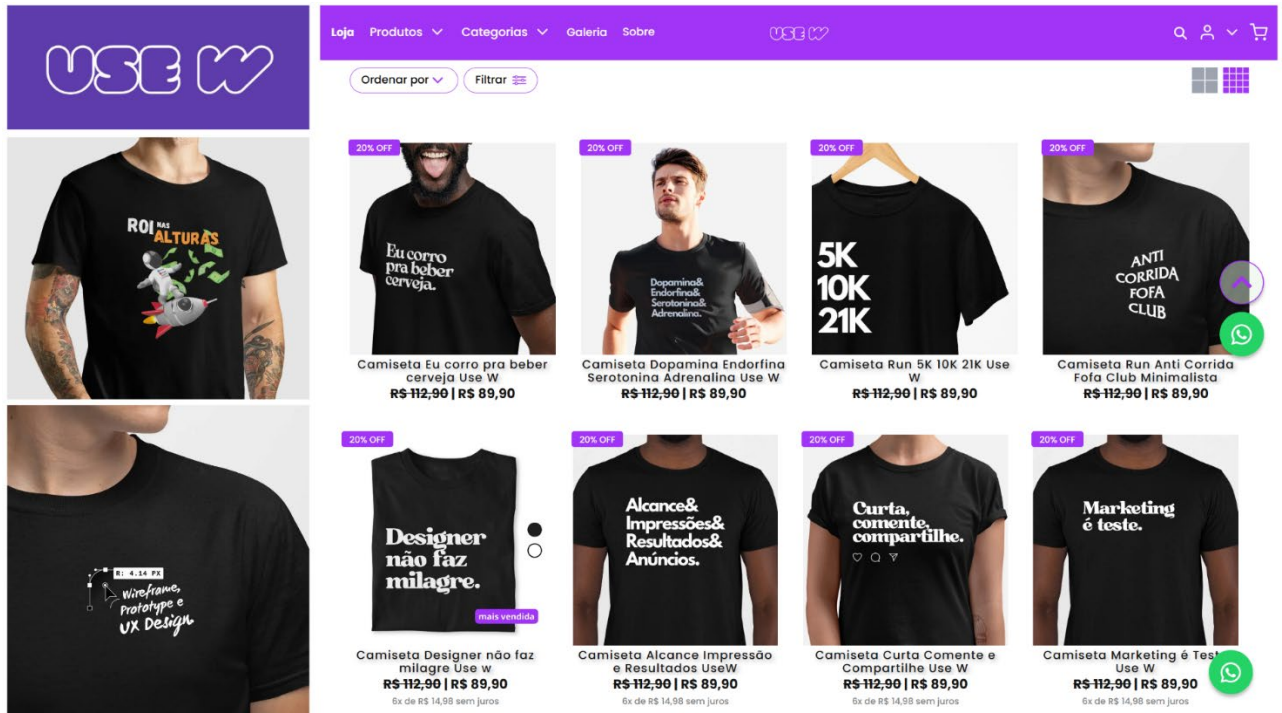 USE W
ROI NAS
ALTURAS
R: 4.14 PX
Wireframe,
Prototype e
UX Design
Loja Produtos Categorias Galeria Sobre USE W
Ordenar por Filtrar
20% OFF
Eu corro
pra beber
cerveja.
Camiseta Eu corro pra beber
cerveja Use W
R$ 112,90 | R$ 89,90
20% OFF
Dopamina&
Endorfina&
Serotonina&
Adrenalina.
Camiseta Dopamina Endorfina
Serotonina Adrenalina Use W
R$ 112,90 | R$ 89,90
20% OFF
5K
10K
21K
Camiseta Run 5K 10K 21K Use
W
R$ 112,90 | R$ 89,90
20% OFF
ANTI
CORRIDA
FOFA
CLUB
Camiseta Run Anti Corrida
Fofa Club Minimalista
R$ 112,90 | R$ 89,90
20% OFF
Designer
não faz
milagre.
mais vendida
Camiseta Designer não faz
milagre Use w
R$ 112,90 | R$ 89,90
6x de R$ 14,98 sem juros
20% OFF
Alcance&
Impressões&
Resultados&
Anúncios.
Camiseta Alcance Impressão
e Resultados UseW
R$ 112,90 | R$ 89,90
6x de R$ 14,98 sem juros
20% OFF
Curta,
comente,
compartilhe.
Camiseta Curta Comente e
Compartilhe Use W
R$ 112,90 | R$ 89,90
6x de R$ 14,98 sem juros
20% OFF
Marketing
é teste.
Camiseta Marketing é Test
Use W
R$ 112,90 | R$ 89,90
6x de R$ 14,98 sem juros